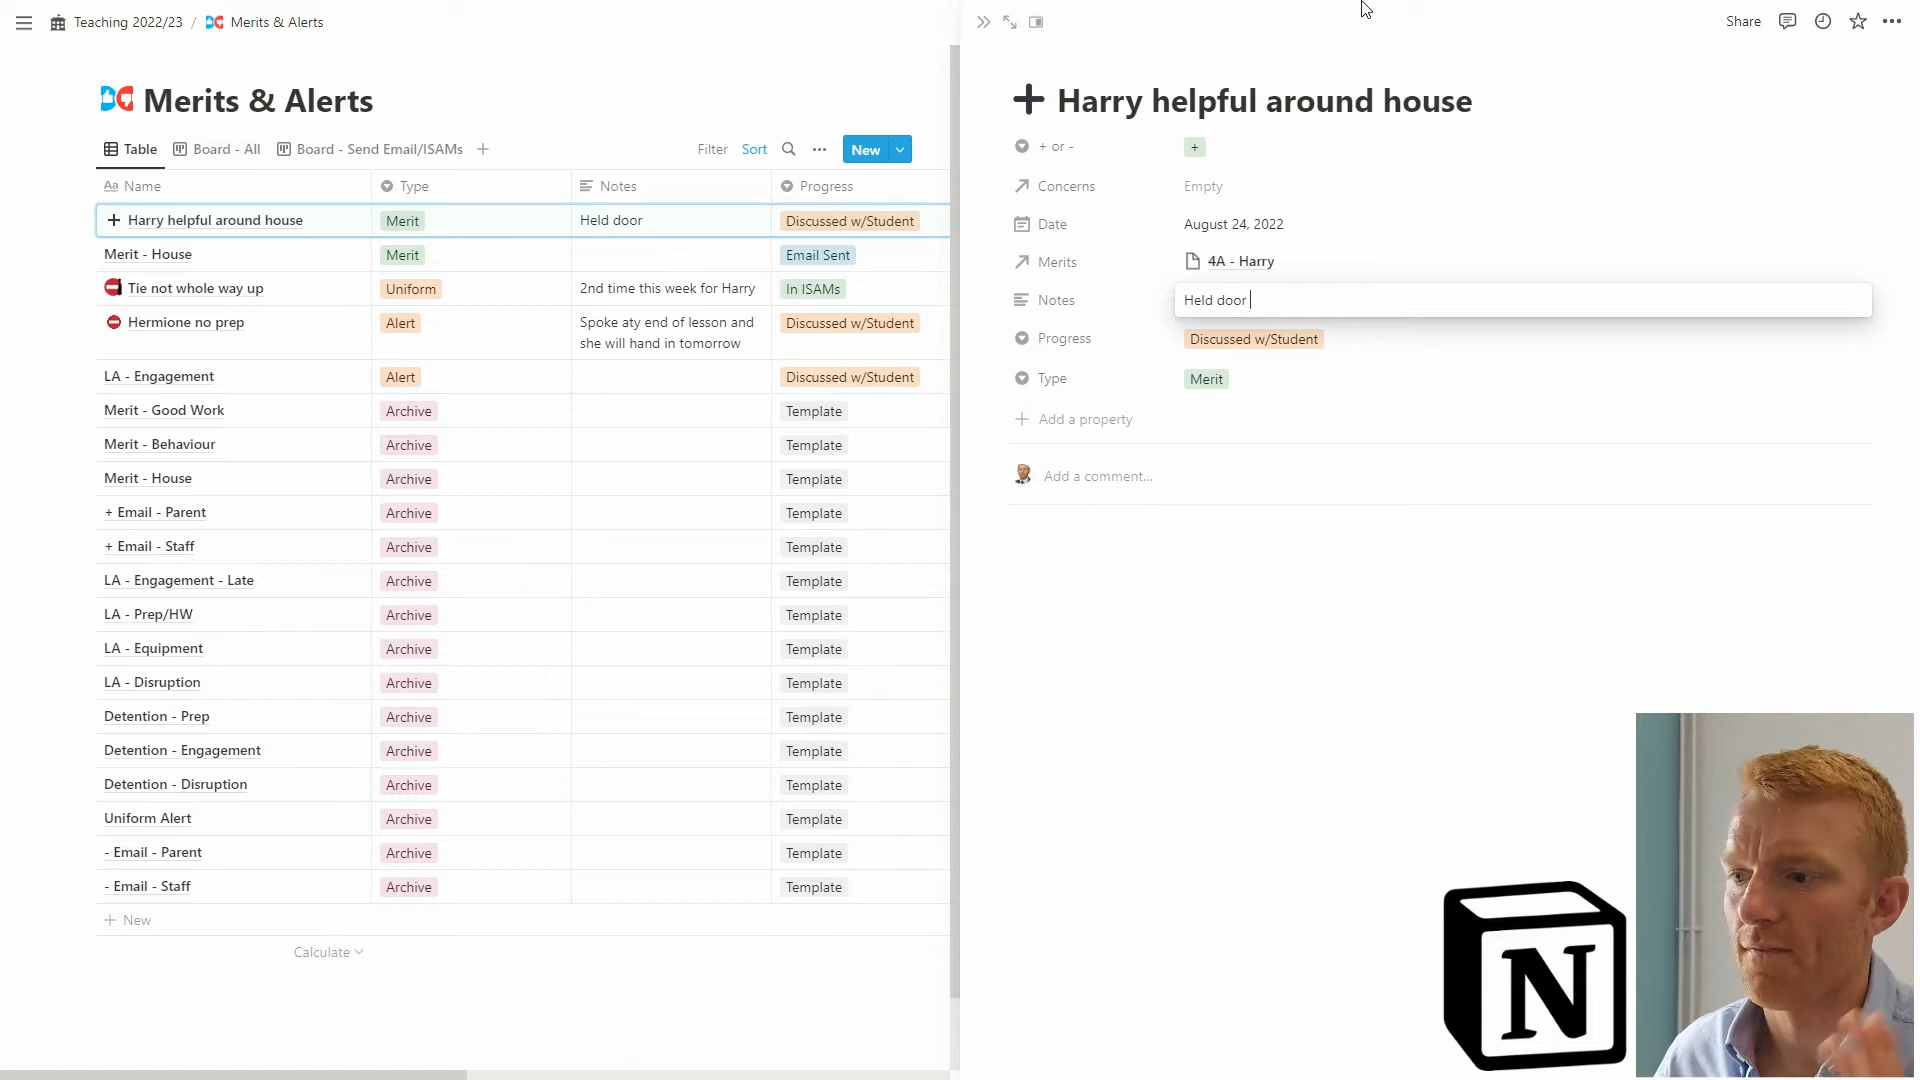 Teaching 2022/23 / Merits & Alerts
Merits & Alerts
Table Board - All Board - Send Email/ISAMs
Filter Sort New
Name Type Notes Progress
Harry helpful around house Merit Held door Discussed w/Student
Merit - House Merit Email Sent
Tie not whole way up Uniform 2nd time this week for Harry In ISAMs
Hermione no prep Alert Spoke aty end of lesson and Discussed w/Student
she will hand in tomorrow
LA - Engagement Alert Discussed w/Student
Merit - Good Work Archive Template
Merit - Behaviour Archive Template
Merit - House Archive Template
+ Email - Parent Archive Template
+ Email - Staff Archive Template
LA - Engagement - Late Archive Template
LA - Prep/HW Archive Template
LA - Equipment Archive Template
LA - Disruption Archive Template
Detention - Prep Archive Template
Detention - Engagement Archive Template
Detention - Disruption Archive Template
Uniform Alert Archive Template
- Email - Parent Archive Template
- Email - Staff Archive Template
+ New
Calculate
Share
Harry helpful around house
+ or - +
Concerns Empty
Date August 24, 2022
Merits 4A - Harry
Notes Held door
Progress Discussed w/Student
Type Merit
+ Add a property
Add a comment...
N